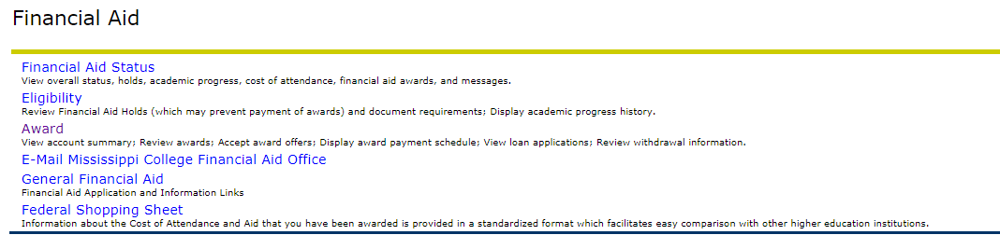 Financial Aid
Financial Aid Status
View overall status, holds, academic progress, cost of attendance, financial aid awards, and messages.
Eligibility
Review Financial Aid Holds (which may prevent payment of awards) and document requirements; Display academic progress history.
Award
View account summary; Review awards; Accept award offers; Display award payment schedule; View loan applications; Review withdrawal information.
E-Mail Mississippi College Financial Aid Office
General Financial Aid
Financial Aid Application and Information Links
Federal Shopping Sheet
Information about the Cost of Attendance and Aid that you have been awarded is provided in a standardized format which facilitates easy comparison with other higher education institutions.